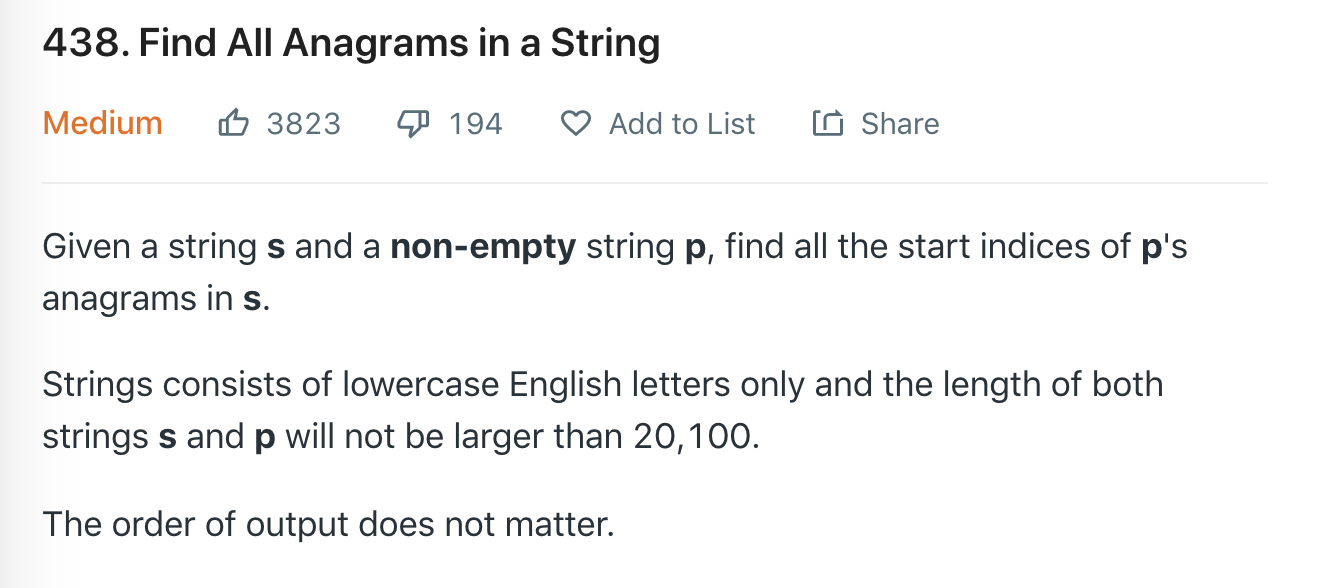 438. Find All Anagrams in a String
Medium 3823 194 Add to List Share
Given a string s and a non-empty string p, find all the start indices of p's
anagrams in s.
Strings consists of lowercase English letters only and the length of both
strings s and p will not be larger than 20,100.
The order of output does not matter.